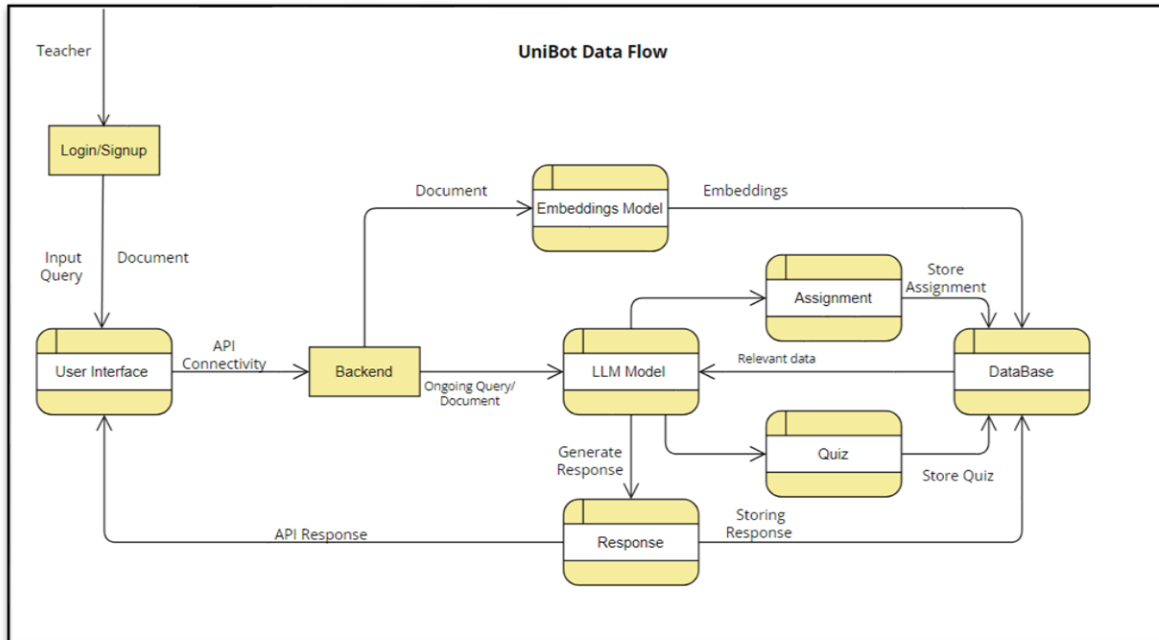 Teacher
UniBot Data Flow
Login/Signup
Document
Embeddings Model
Embeddings
Input
Query
Document
Assignment
Store
Assignment
User Interface
API
Connectivity
Backend
Ongoing Query/
Document
LLM Model
Relevant data
DataBase
Generate
Response
Quiz
Store Quiz
API Response
Response
Storing
Response